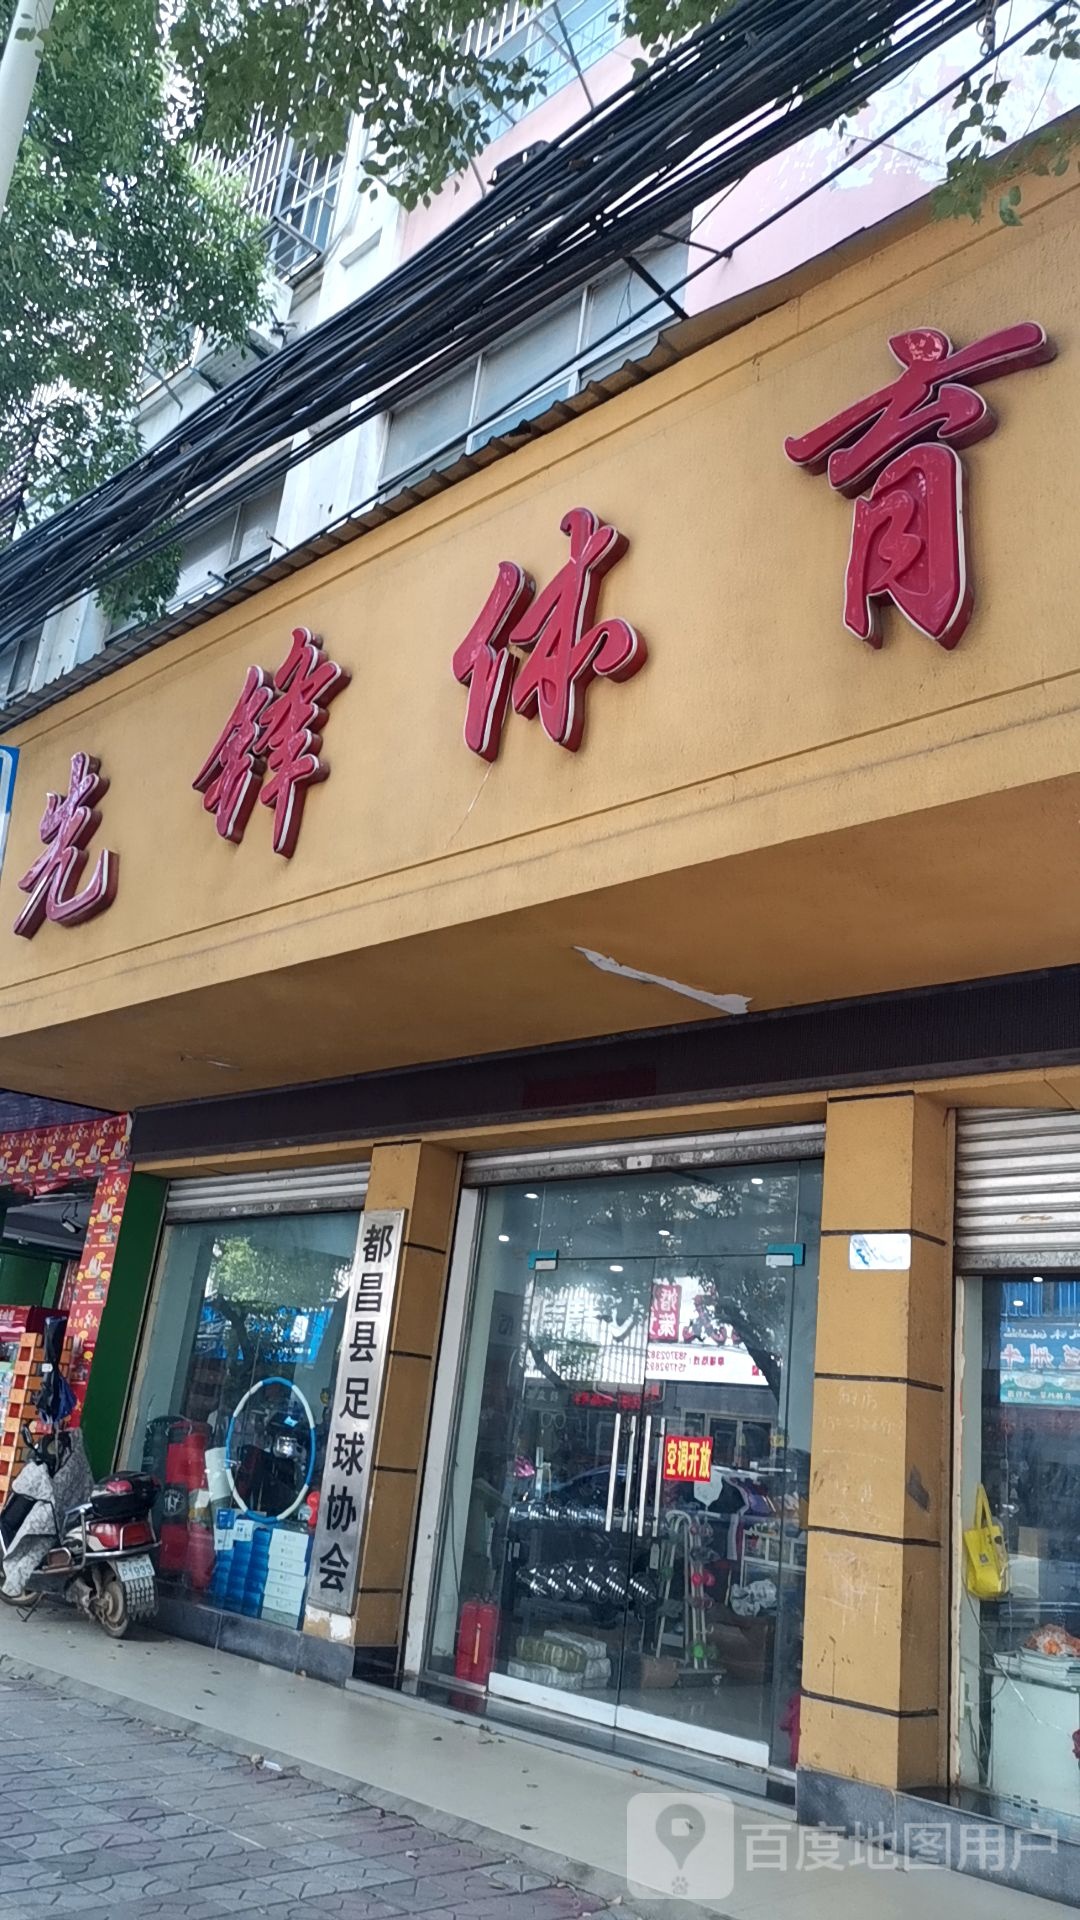 先锋体育
都昌县足球协会
空调开放
百度地图用户